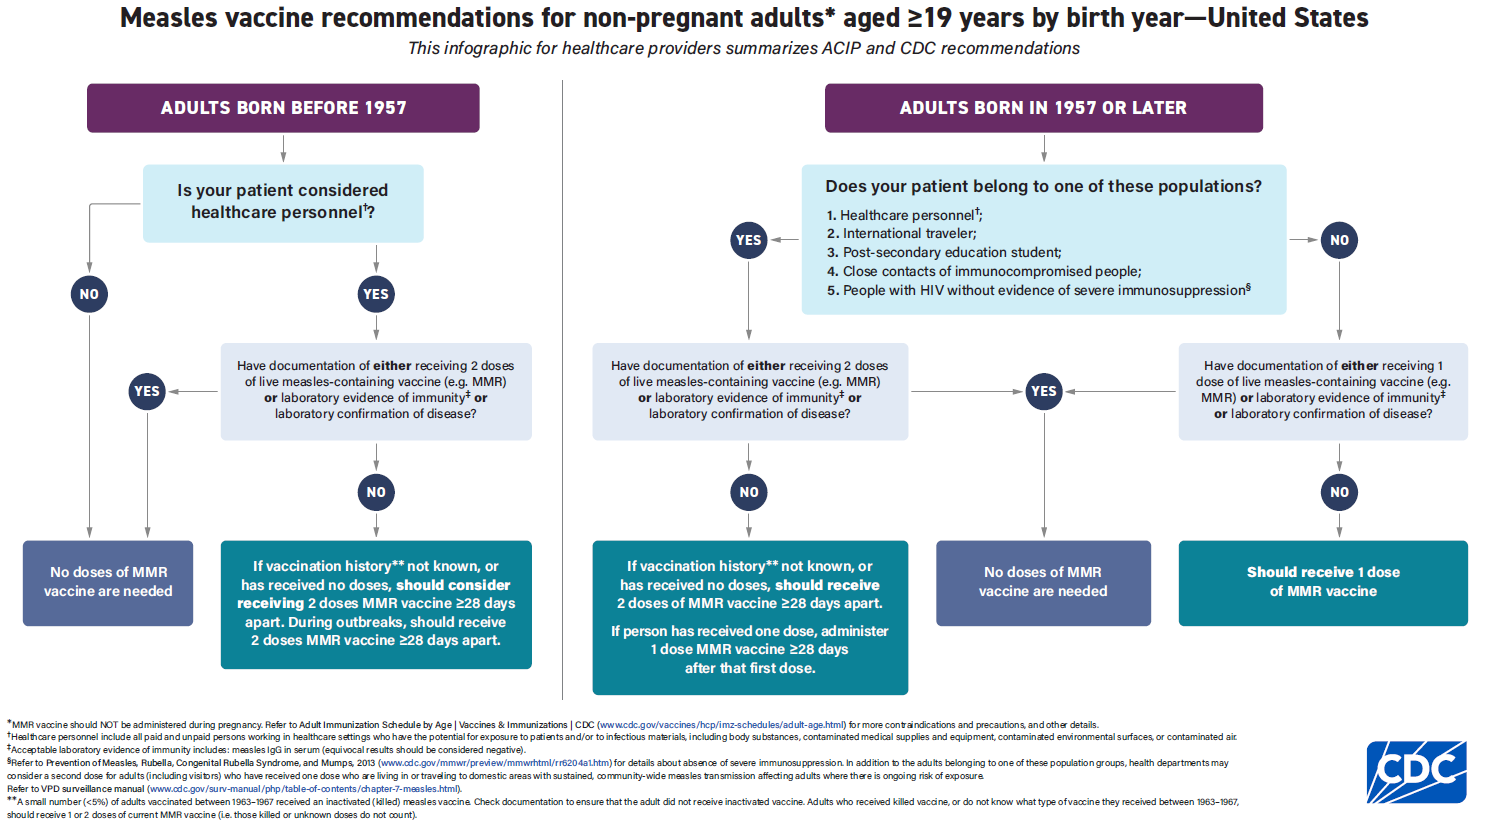 Measles vaccine recommendations for non-pregnant adults* aged ≥19 years by birth year—United States
This infographic for healthcare providers summarizes ACIP and CDC recommendations
ADULTS BORN BEFORE 1957
Is your patient considered
healthcare personnel†?
NO
YES
Have documentation of either receiving 2 doses
of live measles-containing vaccine (e.g. MMR)
or laboratory evidence of immunity‡ or
laboratory confirmation of disease?
YES
NO
No doses of MMR
vaccine are needed
If vaccination history** not known, or
has received no doses, should consider
receiving 2 doses MMR vaccine ≥28 days
apart. During outbreaks, should receive
2 doses MMR vaccine ≥28 days apart.
ADULTS BORN IN 1957 OR LATER
Does your patient belong to one of these populations?
1. Healthcare personnel†;
2. International traveler;
3. Post-secondary education student;
4. Close contacts of immunocompromised people;
5. People with HIV without evidence of severe immunosuppression§
YES
NO
Have documentation of either receiving 2 doses
of live measles-containing vaccine (e.g. MMR)
or laboratory evidence of immunity‡ or
laboratory confirmation of disease?
YES
Have documentation of either receiving 1
dose of live measles-containing vaccine (e.g.
MMR) or laboratory evidence of immunity‡
or laboratory confirmation of disease?
NO
NO
If vaccination history** not known, or
has received no doses, should receive
2 doses of MMR vaccine ≥28 days apart.
If person has received one dose, administer
1 dose MMR vaccine ≥28 days
after that first dose.
No doses of MMR
vaccine are needed
Should receive 1 dose
of MMR vaccine
*MMR vaccine should NOT be administered during pregnancy. Refer to Adult Immunization Schedule by Age | Vaccines & Immunizations | CDC (www.cdc.gov/vaccines/hcp/imz-schedules/adult-age.html) for more contraindications and precautions, and other details.
†Healthcare personnel include all paid and unpaid persons working in healthcare settings who have the potential for exposure to patients and/or to infectious materials, including body substances, contaminated medical supplies and equipment, contaminated environmental surfaces, or contaminated air.
‡Acceptable laboratory evidence of immunity includes: measles IgG in serum (equivocal results should be considered negative).
§Refer to Prevention of Measles, Rubella, Congenital Rubella Syndrome, and Mumps, 2013 (www.cdc.gov/mmwr/preview/mmwrhtml/rr6204a1.htm) for details about absence of severe immunosuppression. In addition to the adults belonging to one of these population groups, health departments may
consider a second dose for adults (including visitors) who have received one dose who are living in or traveling to domestic areas with sustained, community-wide measles transmission affecting adults where there is ongoing risk of exposure.
Refer to VPD surveillance manual (www.cdc.gov/surv-manual/php/table-of-contents/chapter-7-measles.html).
**A small number (<5%) of adults vaccinated between 1963–1967 received an inactivated (killed) measles vaccine. Check documentation to ensure that the adult did not receive inactivated vaccine. Adults who received killed vaccine, or do not know what type of vaccine they received between 1963–1967,
should receive 1 or 2 doses of current MMR vaccine (i.e. those killed or unknown doses do not count).
CDC